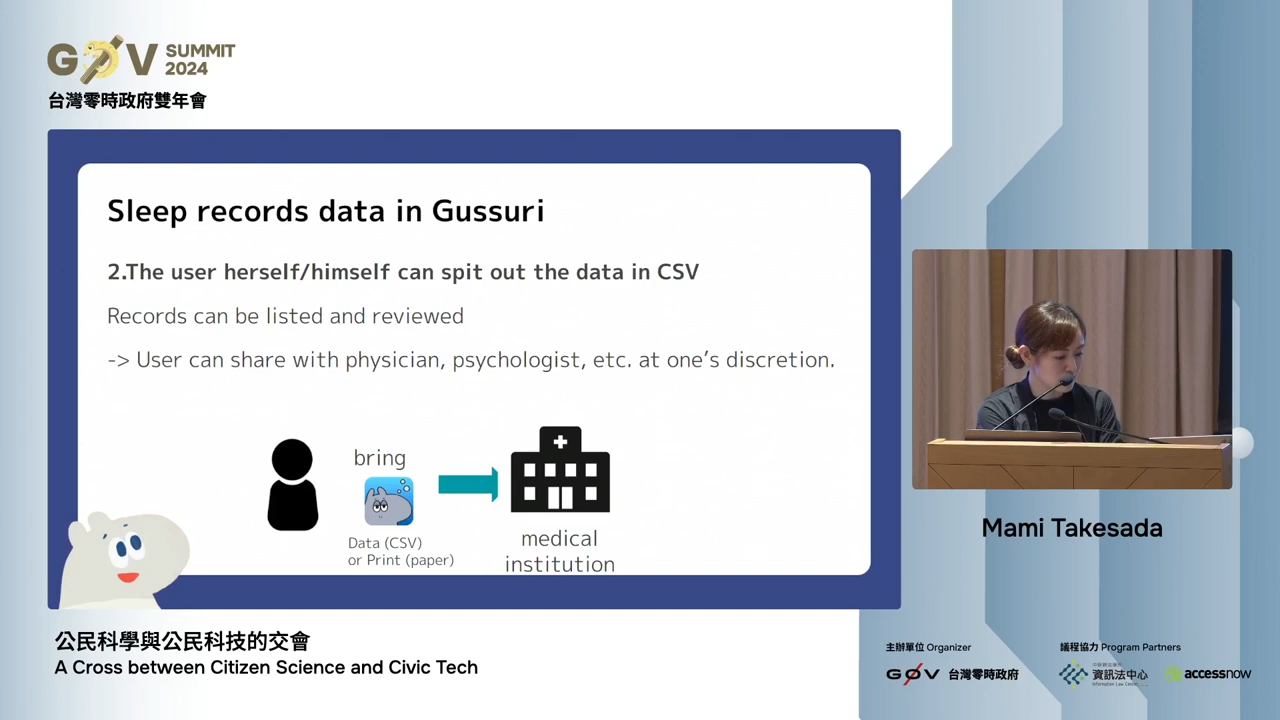 G0V SUMMIT
2024
台灣零時政府雙年會
Sleep records data in Gussuri
2.The user herself/himself can spit out the data in CSV
Records can be listed and reviewed
-> User can share with physician, psychologist, etc. at one's discretion.
bring
Data (CSV)
or Print (paper)
medical
institution
Mami Takesada
公民科學與公民科技的交會
A Cross between Citizen Science and Civic Tech
主辦單位 Organizer
G0V 台灣零時政府
議程協力 Program Partners
資訊法中心
Information Law Center
accessnow